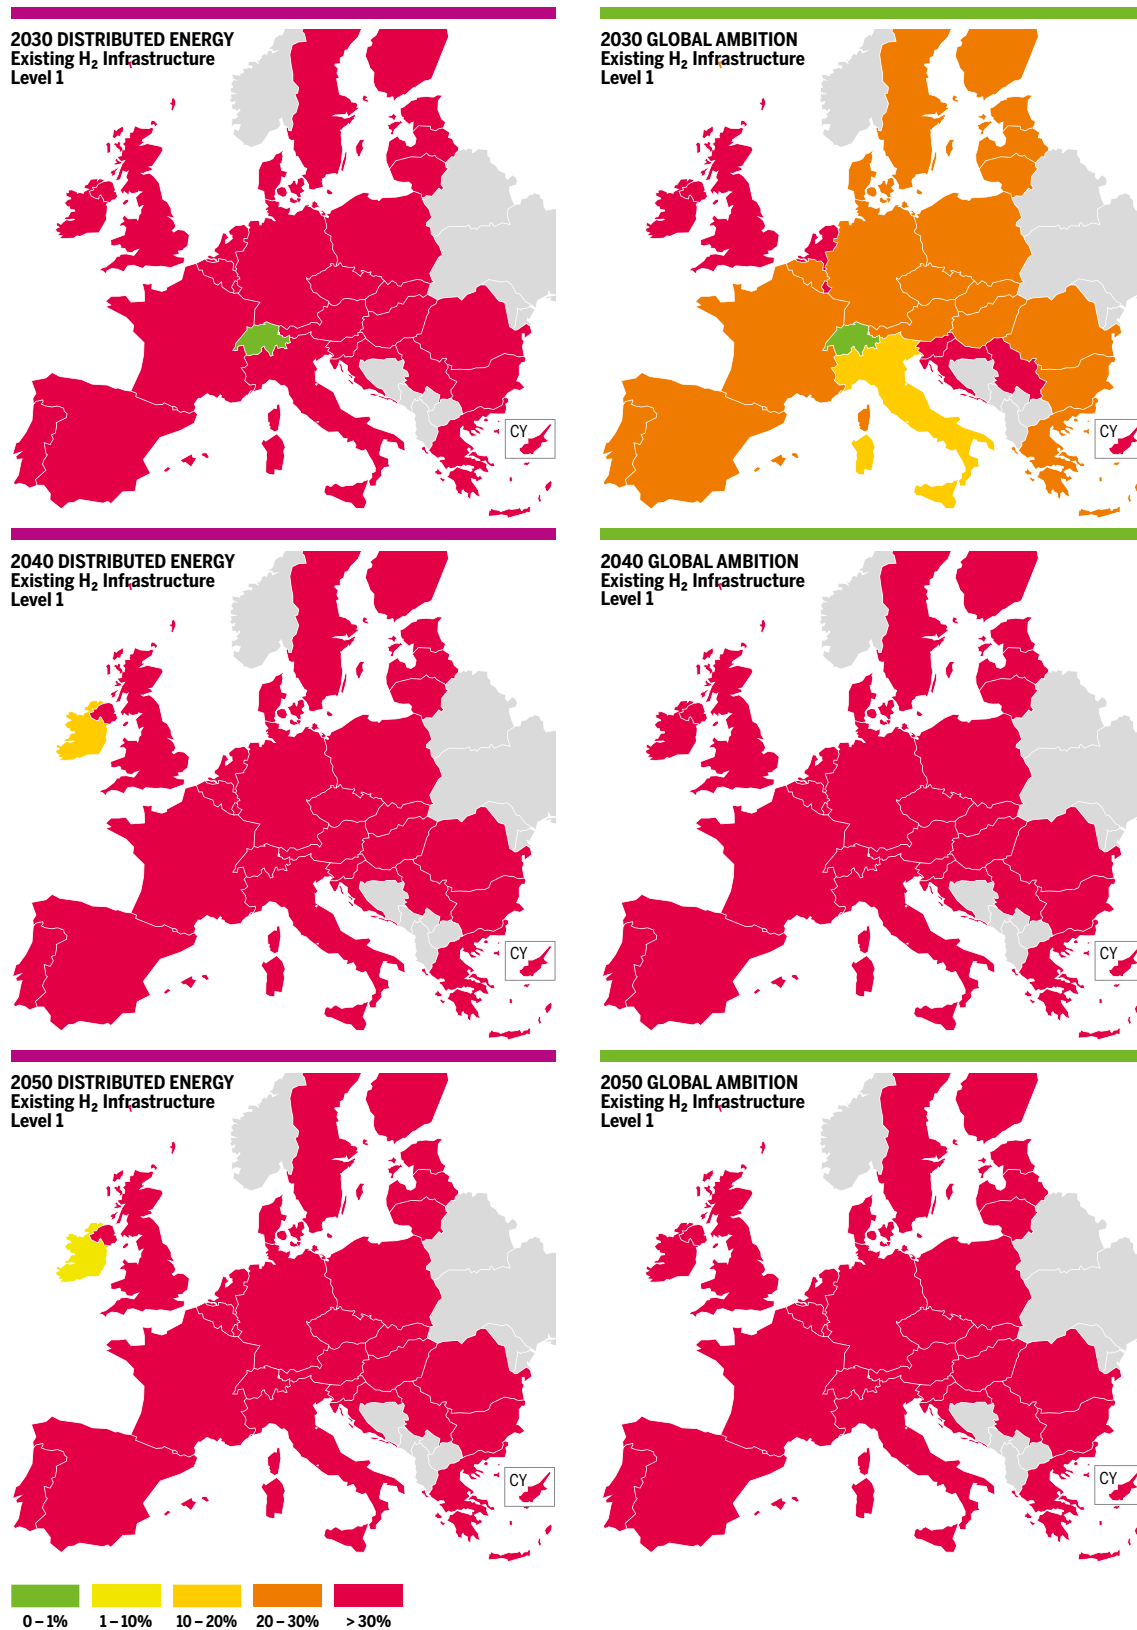 2030 DISTRIBUTED ENERGY
Existing H₂ Infrastructure
Level 1
CY
2030 GLOBAL AMBITION
Existing H₂ Infrastructure
Level 1
CY
2040 DISTRIBUTED ENERGY
Existing H₂ Infrastructure
Level 1
CY
2040 GLOBAL AMBITION
Existing H₂ Infrastructure
Level 1
CY
2050 DISTRIBUTED ENERGY
Existing H₂ Infrastructure
Level 1
CY
2050 GLOBAL AMBITION
Existing H₂ Infrastructure
Level 1
CY
0 – 1% 1 – 10% 10 – 20% 20 – 30% > 30%